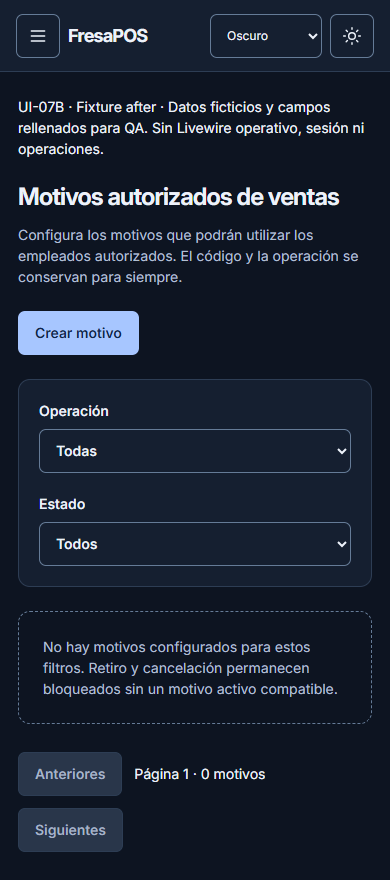 FresaPOS
Oscuro
UI-07B · Fixture after · Datos ficticios y campos
rellenados para QA. Sin Livewire operativo, sesión ni
operaciones.
Motivos autorizados de ventas
Configura los motivos que podrán utilizar los
empleados autorizados. El código y la operación se
conservan para siempre.
Crear motivo
Operación
Todas
Estado
Todos
No hay motivos configurados para estos
filtros. Retiro y cancelación permanecen
bloqueados sin un motivo activo compatible.
Anteriores
Página 1 · 0 motivos
Siguientes